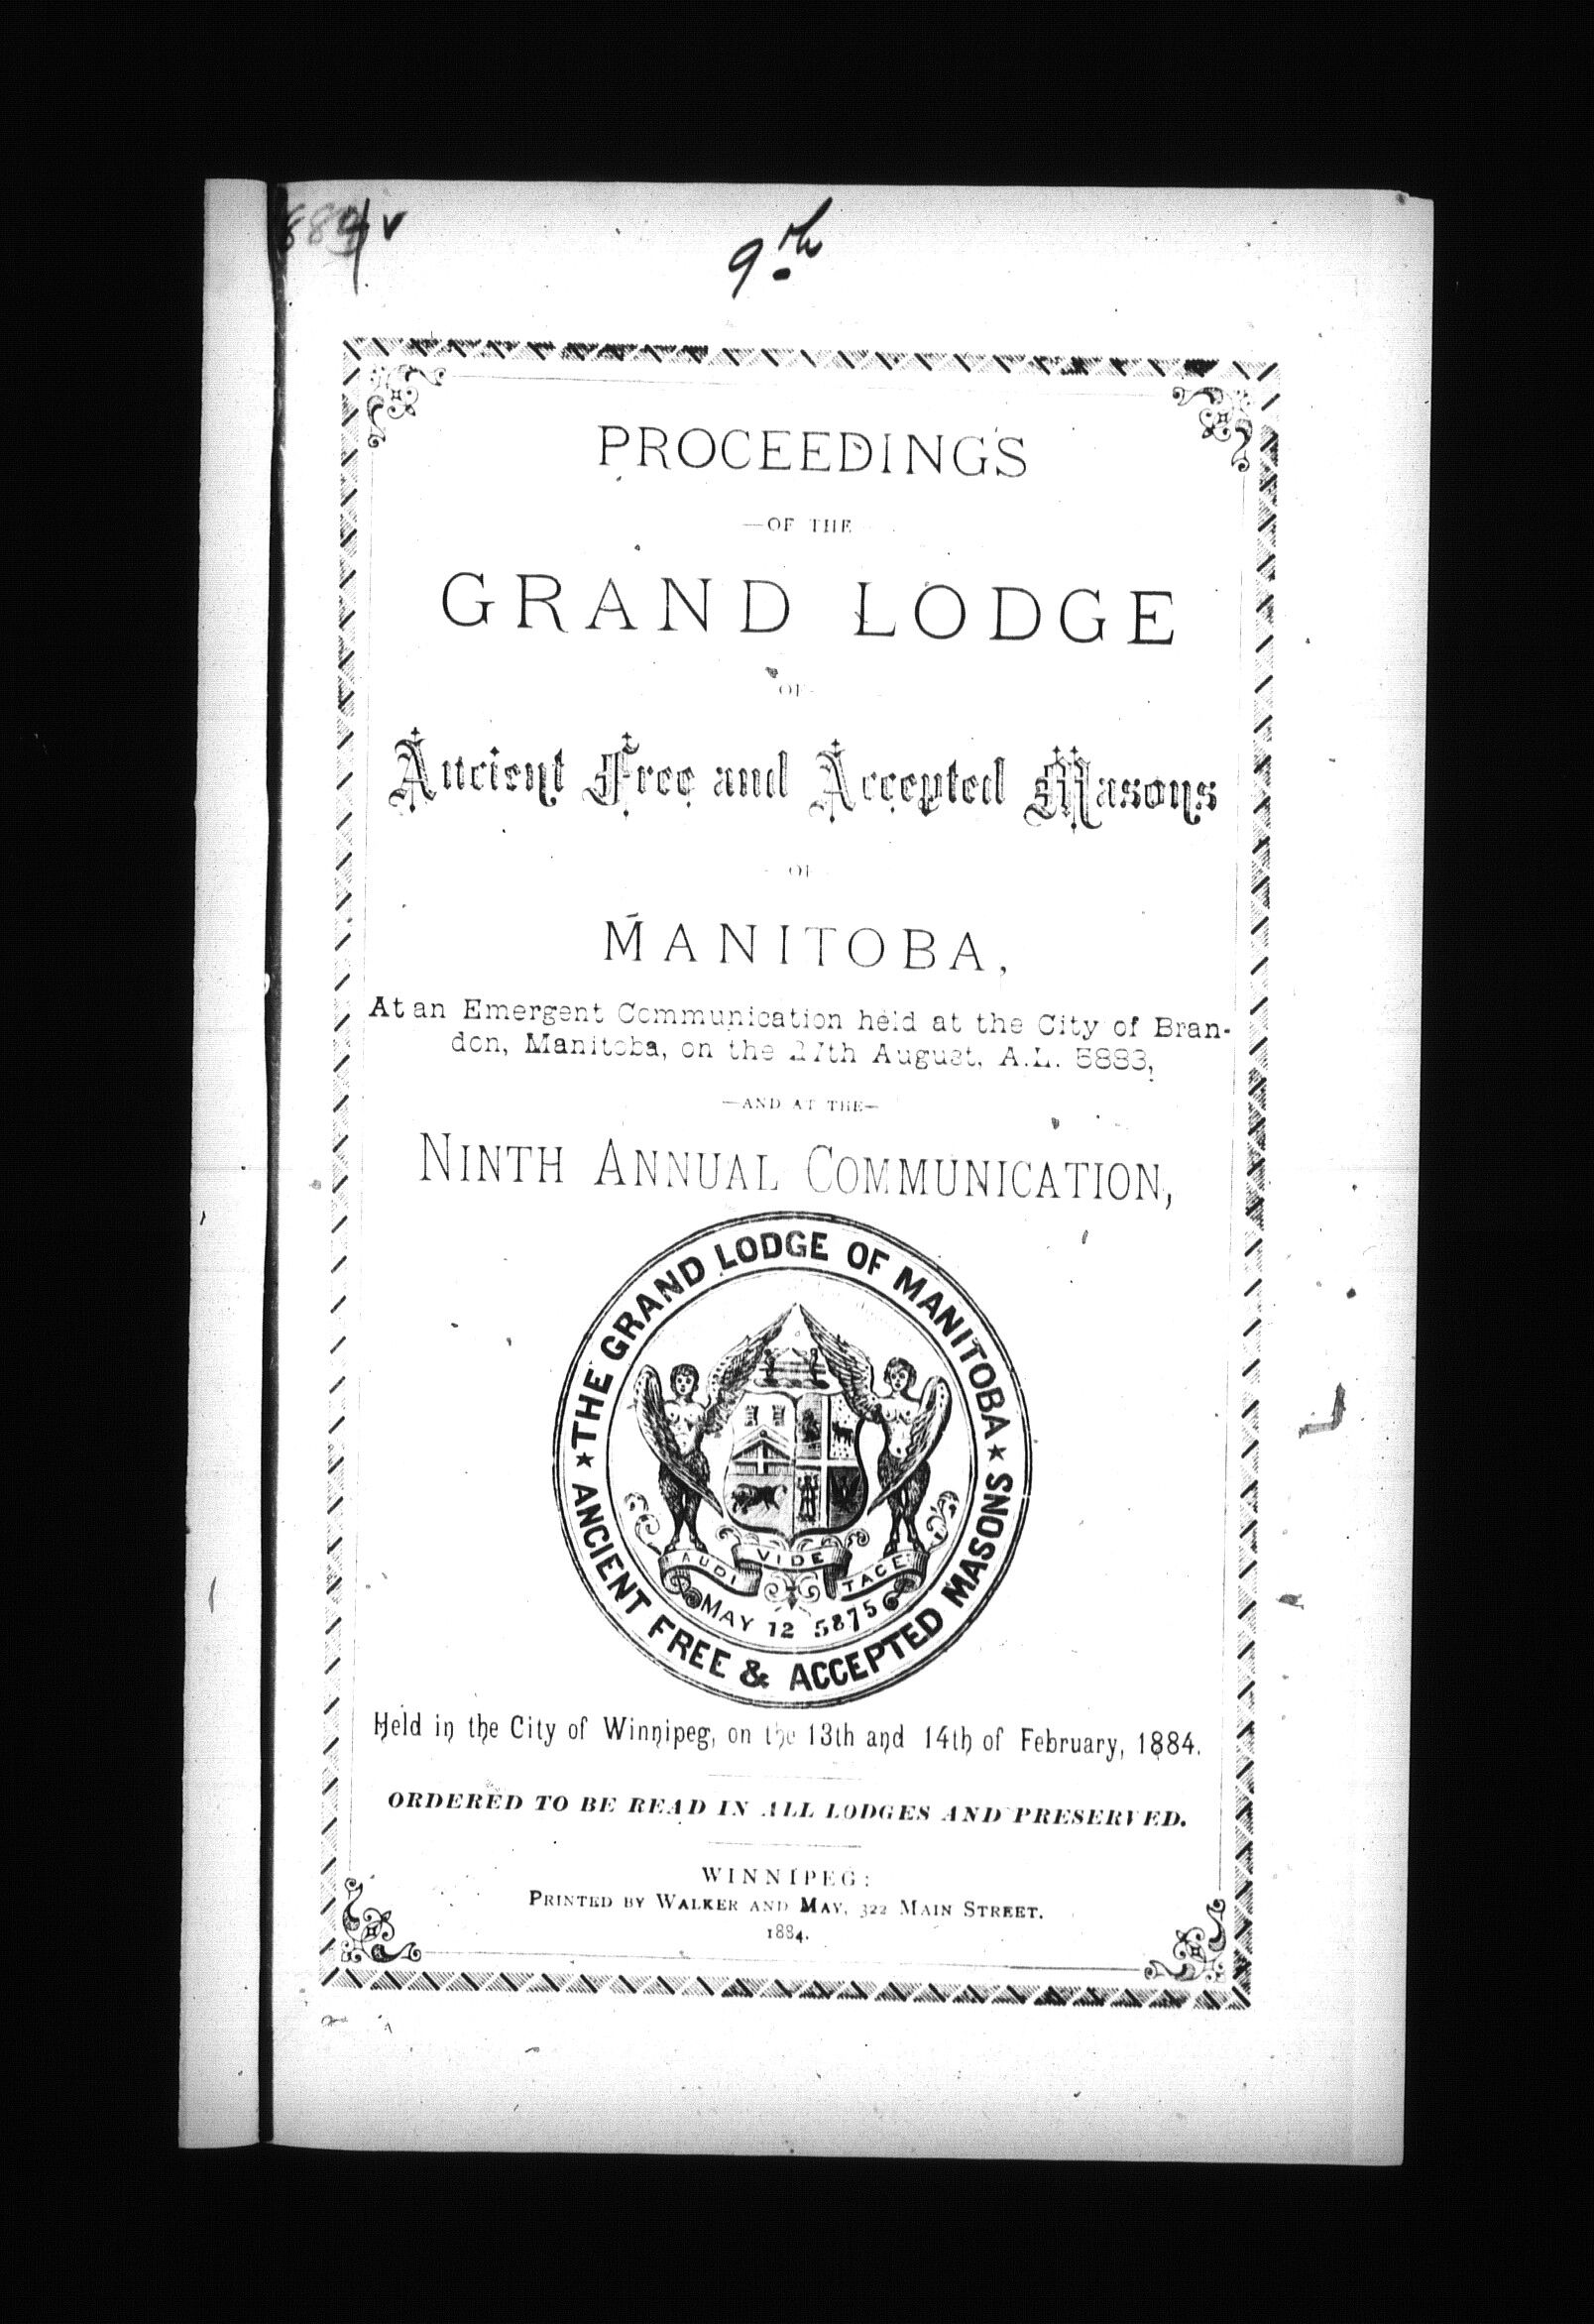 9th
PROCEEDINGS
—OF THE
GRAND LODGE
OF
Ancient Free and Accepted Masons
OF
MANITOBA,
At an Emergent Communication held at the City of Bran-
don, Manitoba, on the 27th August, A.L. 5883,
—AND AT THE—
NINTH ANNUAL COMMUNICATION,
★ THE GRAND LODGE OF MANITOBA ★
ANCIENT FREE & ACCEPTED MASONS
AUDI VIDE TACE
MAY 12 5875
Held in the City of Winnipeg, on the 13th and 14th of February, 1884.
ORDERED TO BE READ IN ALL LODGES AND PRESERVED.
WINNIPEG:
PRINTED BY WALKER AND MAY, 322 MAIN STREET.
1884.